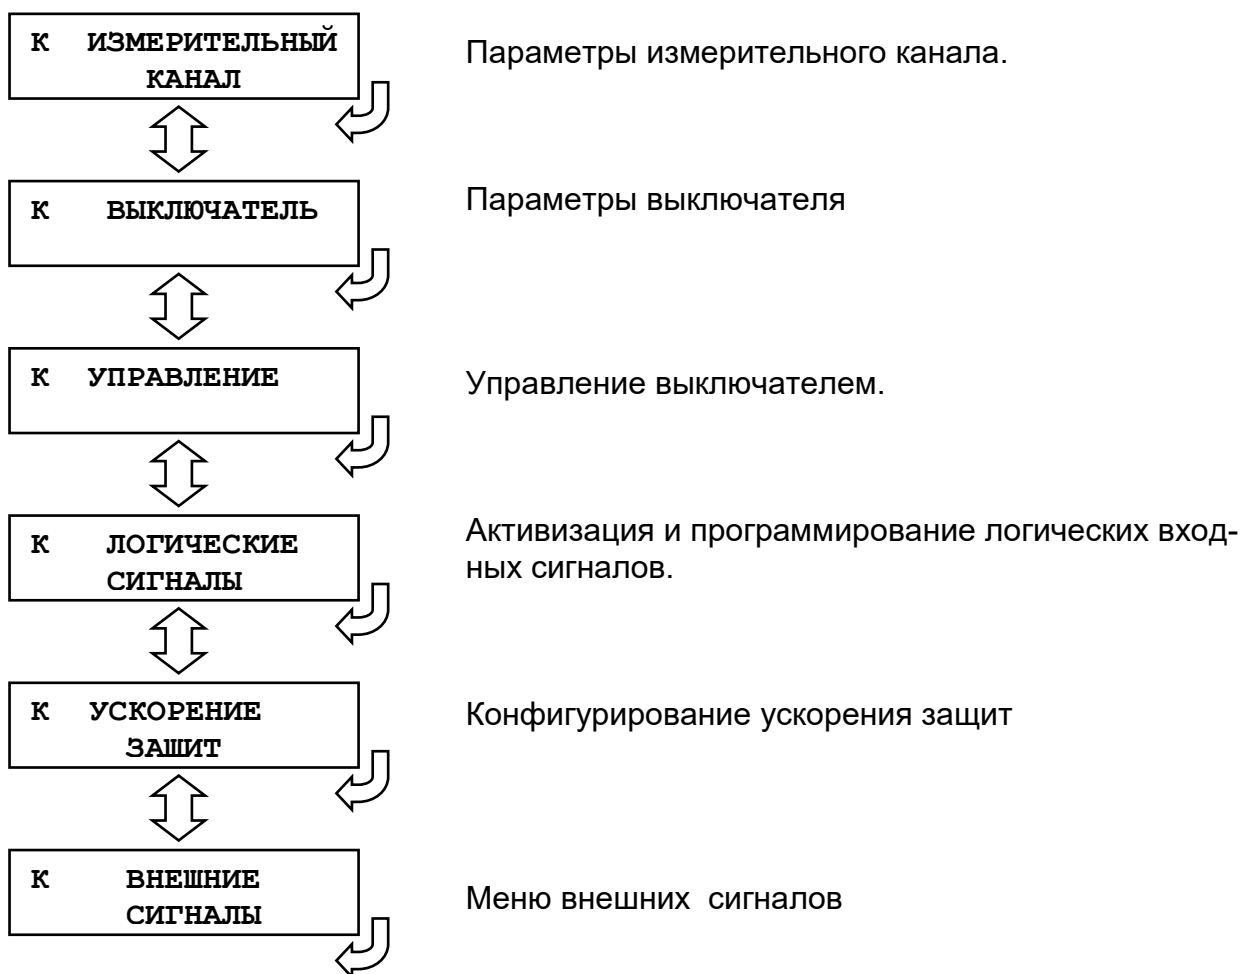 К ИЗМЕРИТЕЛЬНЫЙ
КАНАЛ
Параметры измерительного канала.
К ВЫКЛЮЧАТЕЛЬ
Параметры выключателя
К УПРАВЛЕНИЕ
Управление выключателем.
К ЛОГИЧЕСКИЕ
СИГНАЛЫ
Активизация и программирование логических вход-
ных сигналов.
К УСКОРЕНИЕ
ЗАШИТ
Конфигурирование ускорения защит
К ВНЕШНИЕ
СИГНАЛЫ
Меню внешних сигналов